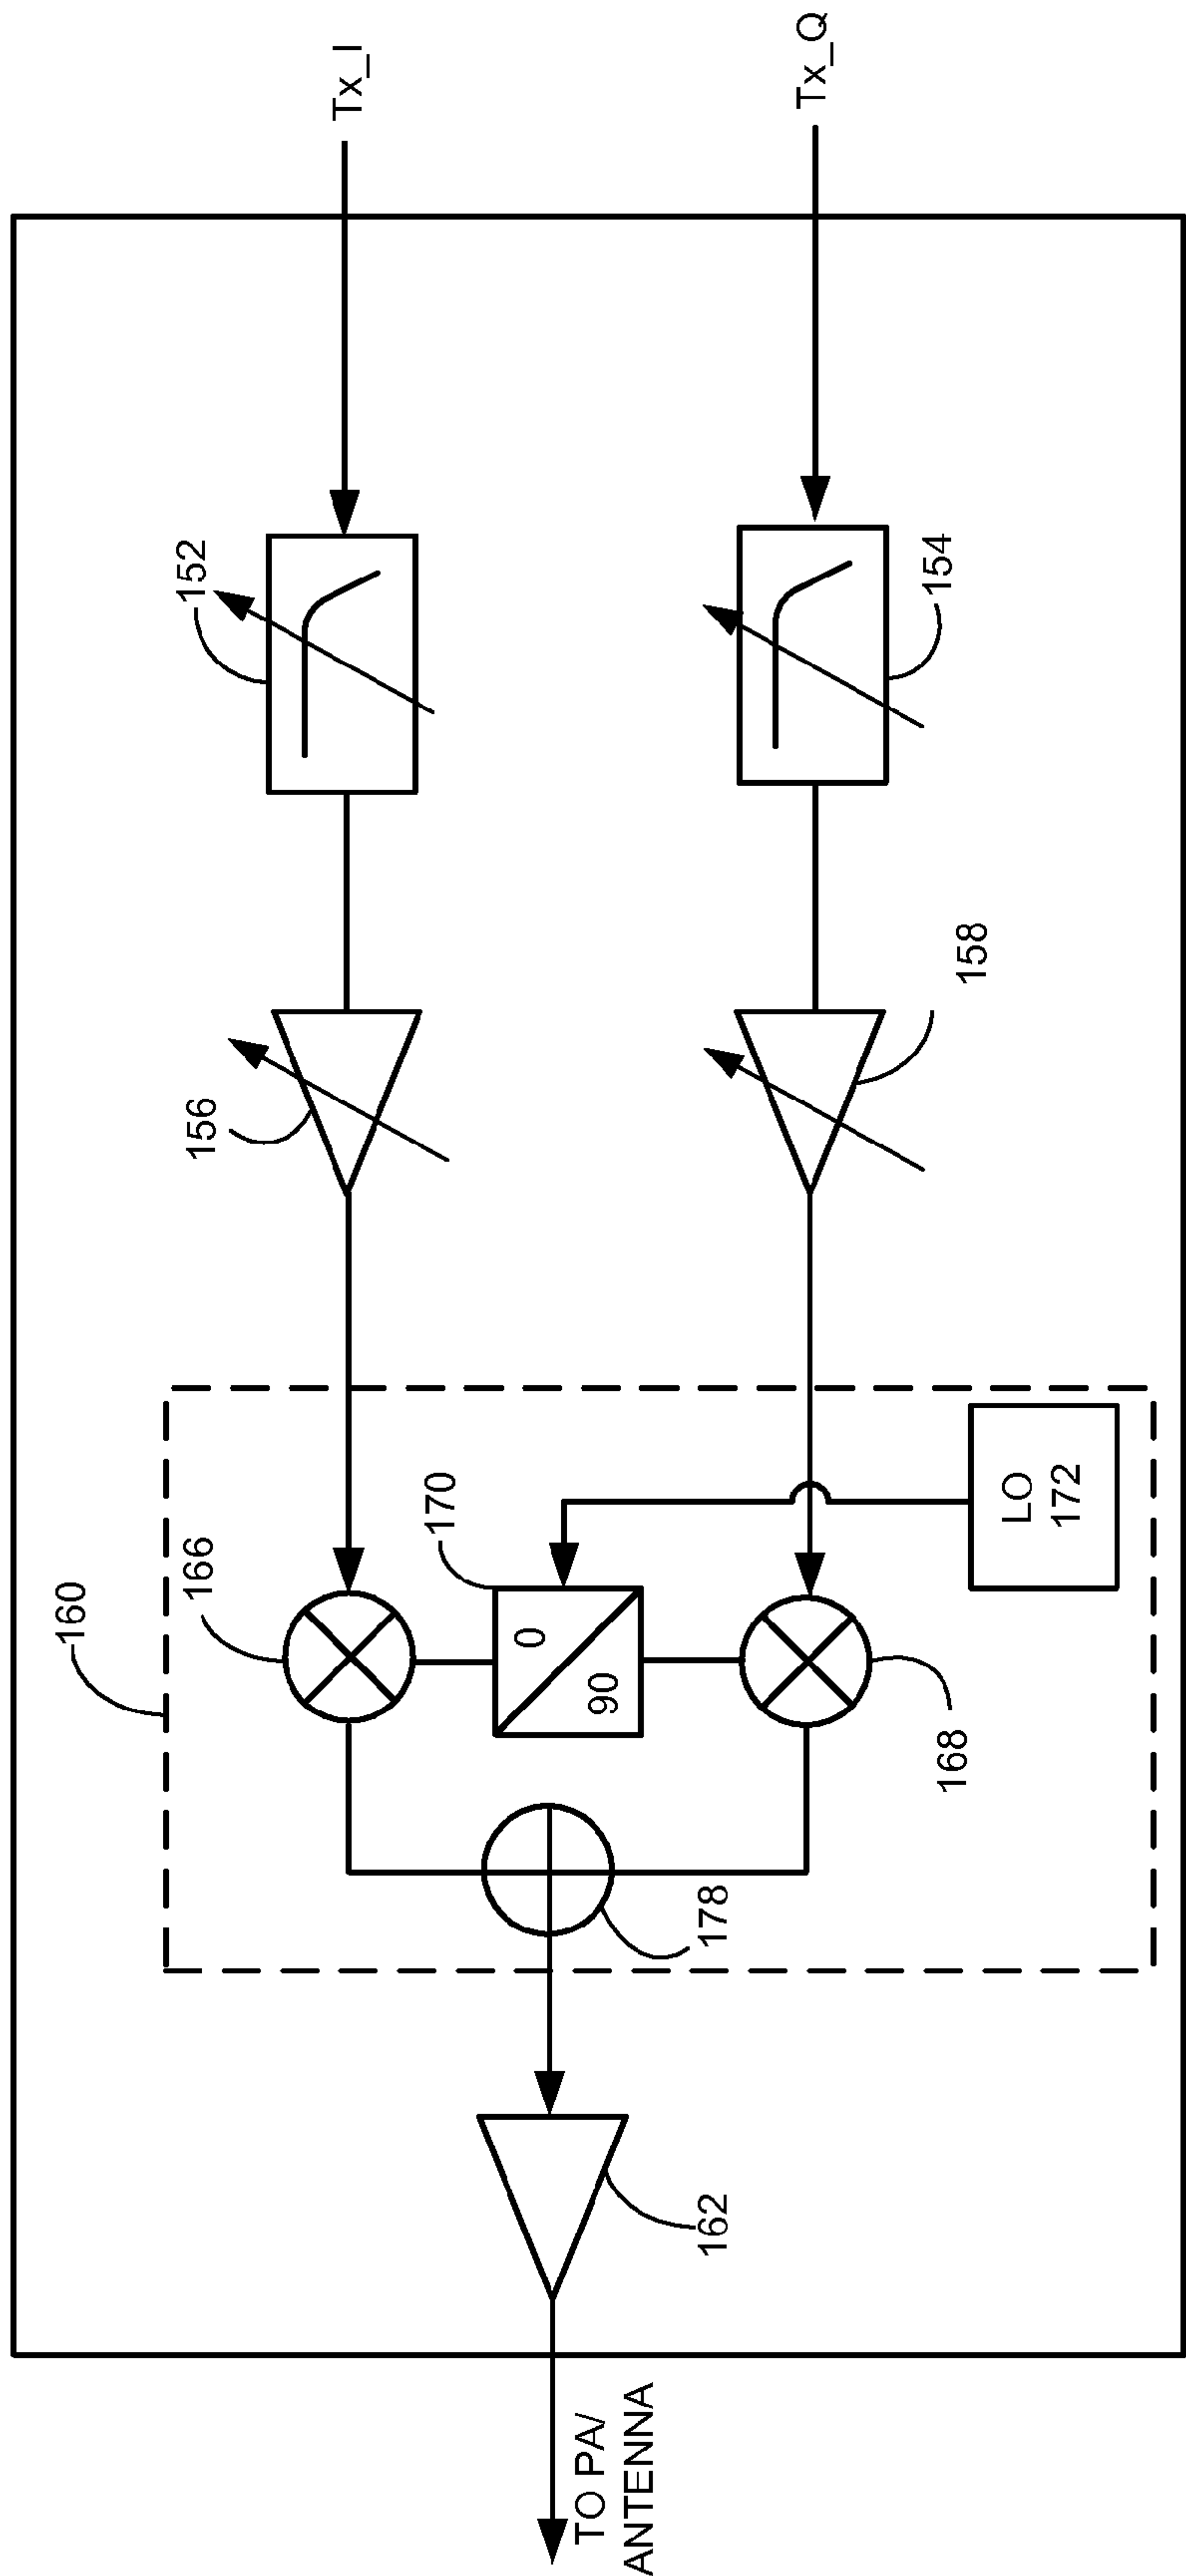 160
166
170
156
152
Tx_I
0
90
TO PA/
ANTENNA
162
178
168
LO
172
158
154
Tx_Q